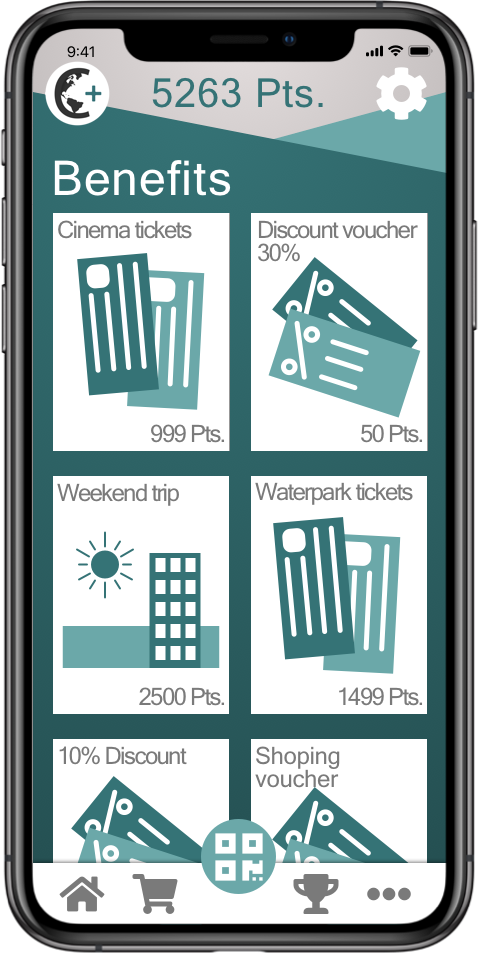 9:41
5263 Pts.
Benefits
Cinema tickets
999 Pts.
Discount voucher
30%
50 Pts.
Weekend trip
2500 Pts.
Waterpark tickets
1499 Pts.
10% Discount
Shoping
voucher